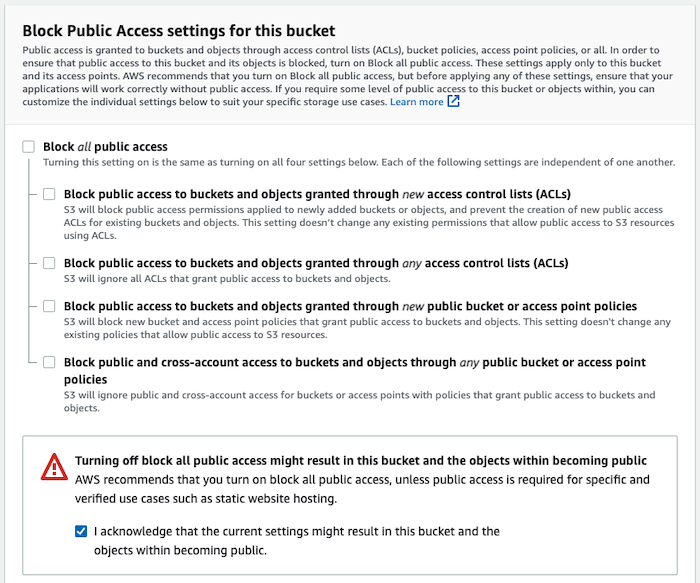 Block Public Access settings for this bucket
Public access is granted to buckets and objects through access control lists (ACLs), bucket policies, access point policies, or all. In order to
ensure that public access to this bucket and its objects is blocked, turn on Block all public access. These settings apply only to this bucket
and its access points. AWS recommends that you turn on Block all public access, but before applying any of these settings, ensure that your
applications will work correctly without public access. If you require some level of public access to this bucket or objects within, you can
customize the individual settings below to suit your specific storage use cases. Learn more
Block all public access
Turning this setting on is the same as turning on all four settings below. Each of the following settings are independent of one another.
Block public access to buckets and objects granted through new access control lists (ACLs)
S3 will block public access permissions applied to newly added buckets or objects, and prevent the creation of new public access
ACLs for existing buckets and objects. This setting doesn't change any existing permissions that allow public access to S3 resources
using ACLs.
Block public access to buckets and objects granted through any access control lists (ACLs)
S3 will ignore all ACLs that grant public access to buckets and objects.
Block public access to buckets and objects granted through new public bucket or access point policies
S3 will block new bucket and access point policies that grant public access to buckets and objects. This setting doesn't change any
existing policies that allow public access to S3 resources.
Block public and cross-account access to buckets and objects through any public bucket or access point
policies
S3 will ignore public and cross-account access for buckets or access points with policies that grant public access to buckets and
objects.
Turning off block all public access might result in this bucket and the objects within becoming public
AWS recommends that you turn on block all public access, unless public access is required for specific and
verified use cases such as static website hosting.
I acknowledge that the current settings might result in this bucket and the
objects within becoming public.